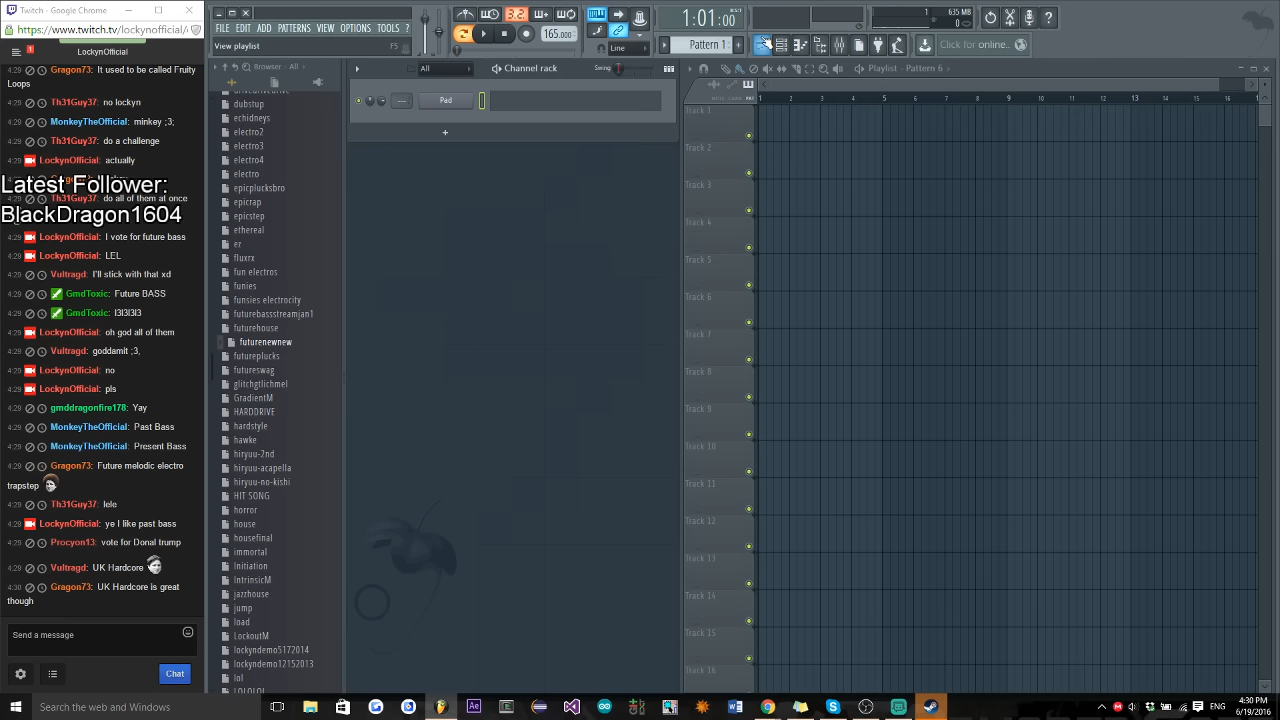 Twitch - Google Chrome
https://www.twitch.tv/lockynofficial/
LockynOfficial
4:29 Gragon73: It used to be called Fruity
Loops
4:29 Th31Guy37: no lockyn
4:29 MonkeyTheOfficial: minkey ;3;
4:29 Th31Guy37: do a challenge
4:29 LockynOfficial: actually
Latest Follower:
4:29 Th31Guy37: do all of them at once
BlackDragon1604
4:29 LockynOfficial: I vote for future bass
4:29 LockynOfficial: LEL
4:29 Vultragd: I'll stick with that xd
4:29 GmdToxic: Future BASS
4:29 GmdToxic: I3I3I3I3
4:29 LockynOfficial: oh god all of them
4:29 Vultragd: goddamit ;3,
4:29 LockynOfficial: no
4:29 LockynOfficial: pls
4:29 gmddragonfire178: Yay
4:29 MonkeyTheOfficial: Past Bass
4:29 MonkeyTheOfficial: Present Bass
4:29 Gragon73: Future melodic electro
trapstep
4:29 Th31Guy37: lele
4:29 LockynOfficial: ye I like past bass
4:29 Procyon13: vote for Donal trump
4:29 Vultragd: UK Hardcore
4:30 Gragon73: UK Hardcore is great
though
Send a message
Chat
FILE EDIT ADD PATTERNS VIEW OPTIONS TOOLS ?
View playlist F5
3.2
165.000
Line
1:01:00
Pattern 1
1
635 MB
0
Click for online..
Browser - All
dubstup
echidneys
electro2
electro3
electro4
electro
epicplucksbro
epicrap
epicstep
ethereal
ez
fluxrx
fun electros
funies
funsies electrocity
futurebassstreamjan1
futurehouse
futurenewnew
futureplucks
futureswag
glitchgtlichmel
GradientM
HARDDRIVE
hardstyle
hawke
hiryuu-2nd
hiryuu-acapella
hiryuu-no-kishi
HIT SONG
horror
house
housefinal
immortal
Initiation
IntrinsicM
jazzhouse
jump
load
LockoutM
lockyndemo5172014
lockyndemo12152013
lol
LOLOLOL
All
Channel rack
Swing
Pad
+
Playlist - Pattern 6
1 2 3 4 5 6 7 8 9 10 11 12 13 14 15 16 1
Track 1
Track 2
Track 3
Track 4
Track 5
Track 6
Track 7
Track 8
Track 9
Track 10
Track 11
Track 12
Track 13
Track 14
Track 15
Track 16
Search the web and Windows
4:30 PM
6/19/2016